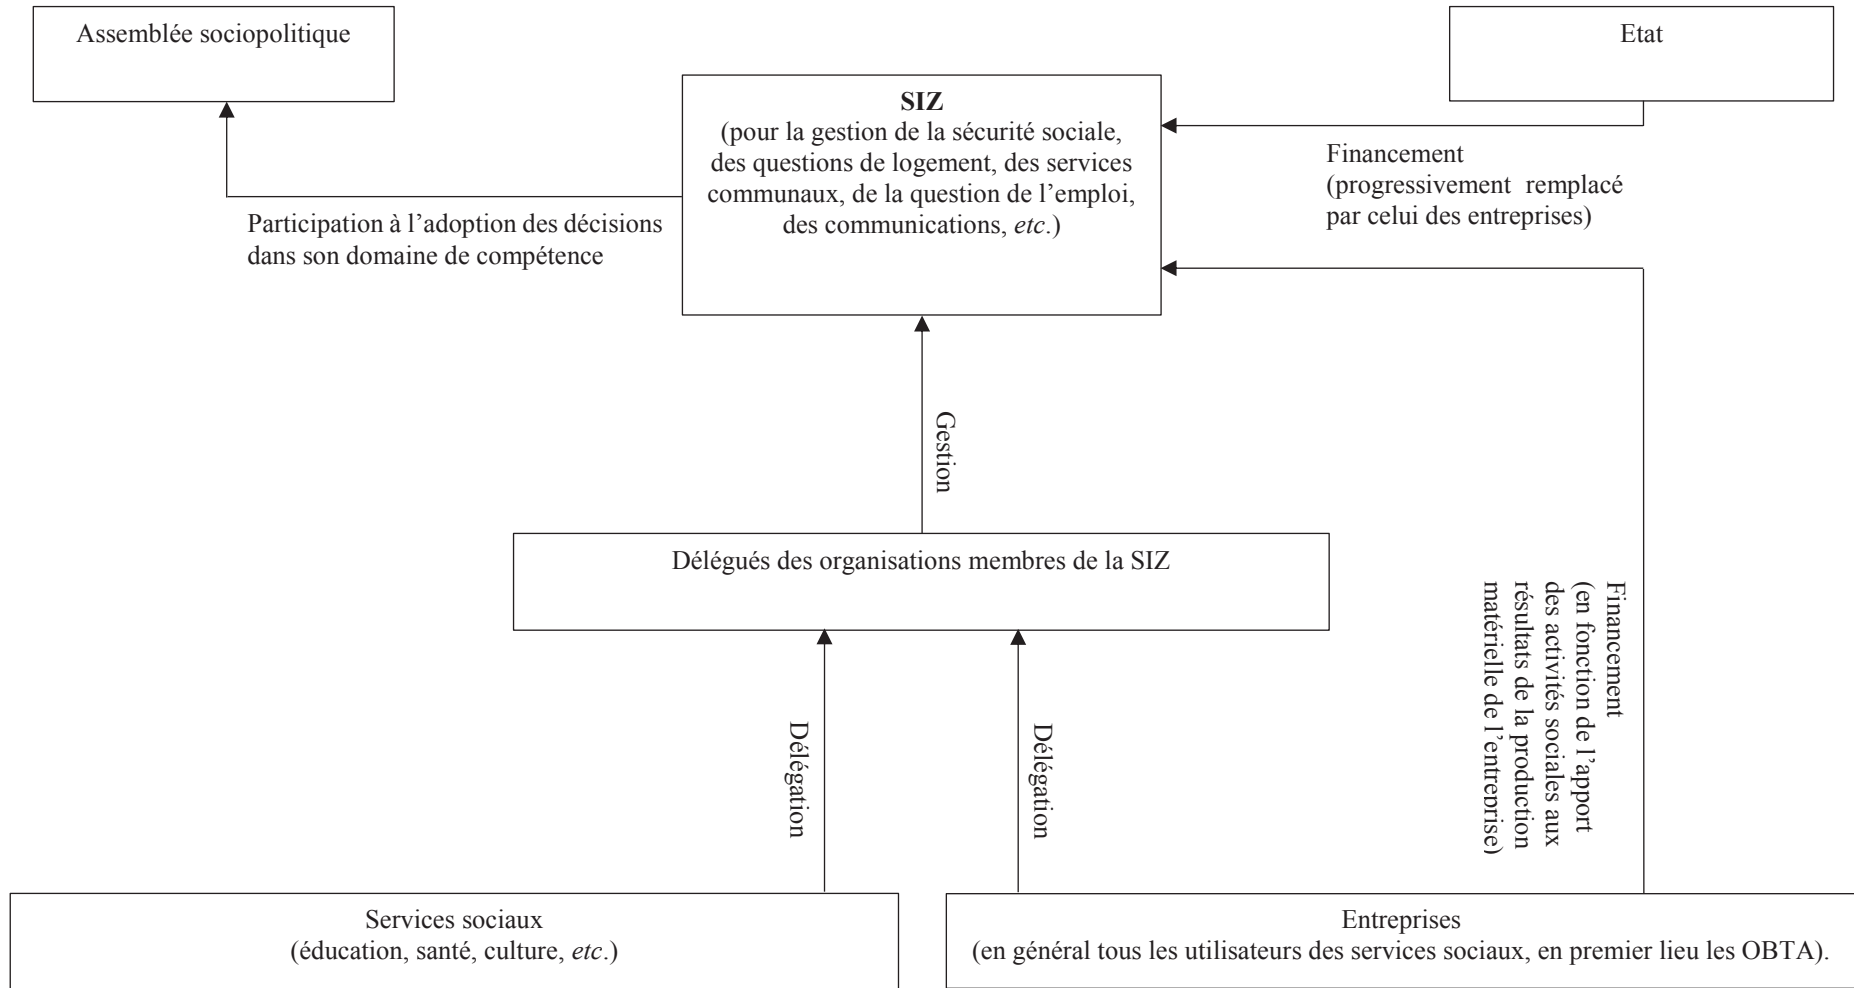 Assemblée sociopolitique
Etat
SIZ
(pour la gestion de la sécurité sociale,
des questions de logement, des services
communaux, de la question de l’emploi,
des communications, etc.)
Financement
(progressivement remplacé
par celui des entreprises)
Participation à l’adoption des décisions
dans son domaine de compétence
Gestion
Délégués des organisations membres de la SIZ
Financement
(en fonction de l’apport
des activités sociales aux
résultats de la production
matérielle de l’entreprise)
Délégation
Délégation
Services sociaux
(éducation, santé, culture, etc.)
Entreprises
(en général tous les utilisateurs des services sociaux, en premier lieu les OBTA).